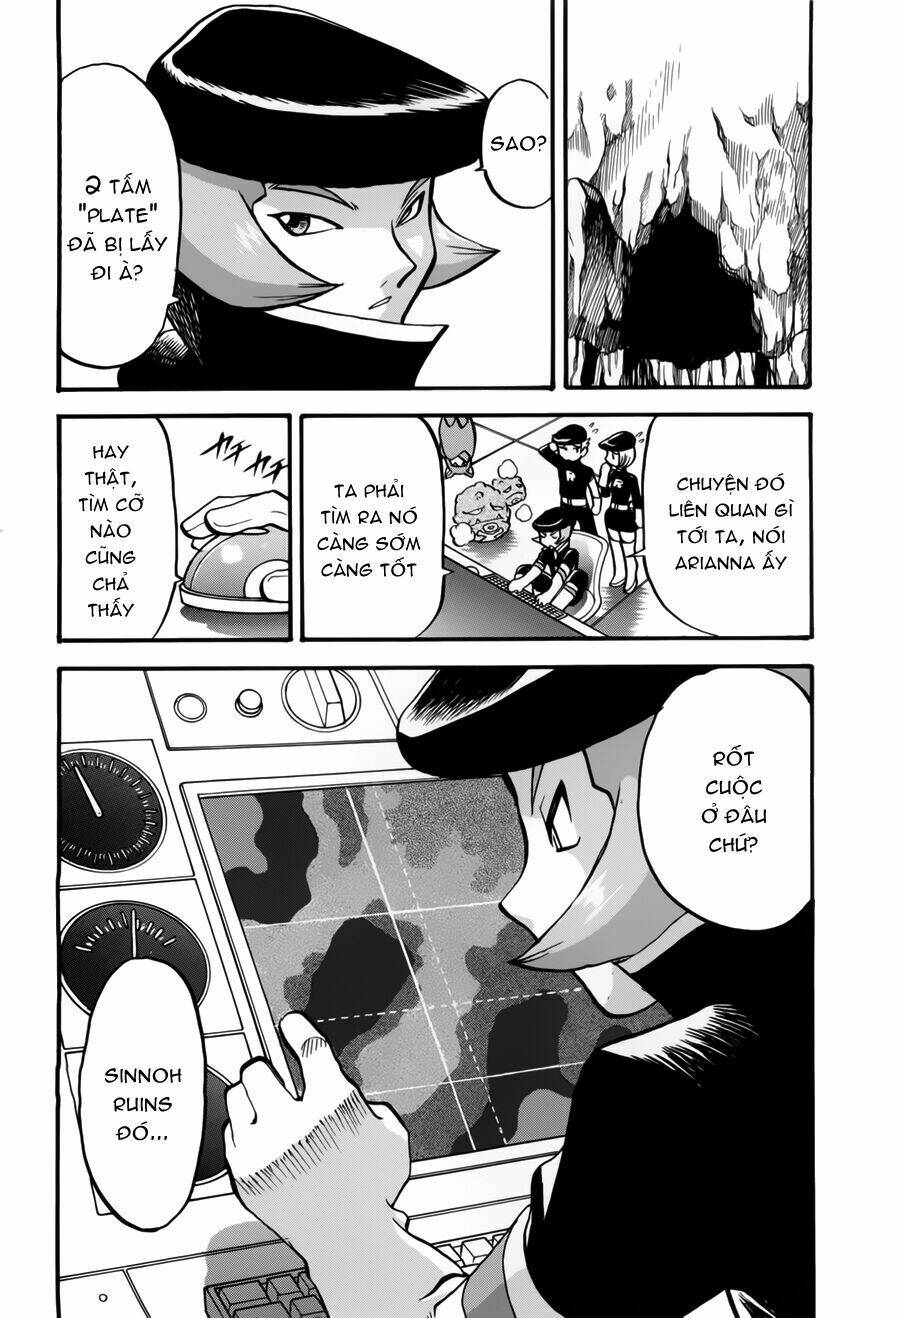 SAO?
2 TẤM
"PLATE"
ĐÃ BỊ LẤY
ĐI À?
CHUYỆN ĐÓ
LIÊN QUAN GÌ
TỚI TA, NÓI
ARIANNA ẤY
R
TA PHẢI
TÌM RA NÓ
CÀNG SỚM
CÀNG TỐT
HAY
THẬT,
TÌM CỠ
NÀO
CŨNG
CHẢ
THẤY
RỐT
CUỘC
Ở ĐÂU
CHỨ?
SINNOH
RUINS
ĐÓ...